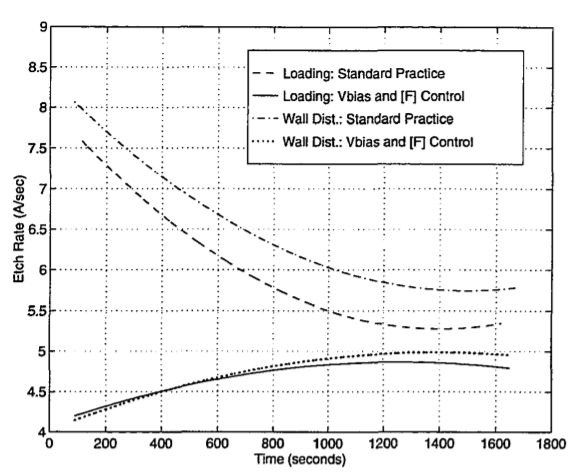 9
8.5
8
7.5
7
6.5
6
5.5
5
4.5
4
Etch Rate (A/sec)
Loading: Standard Practice
Loading: Vbias and [F] Control
Wall Dist.: Standard Practice
Wall Dist.: Vbias and [F] Control
0 200 400 600 800 1000 1200 1400 1600 1800
Time (seconds)